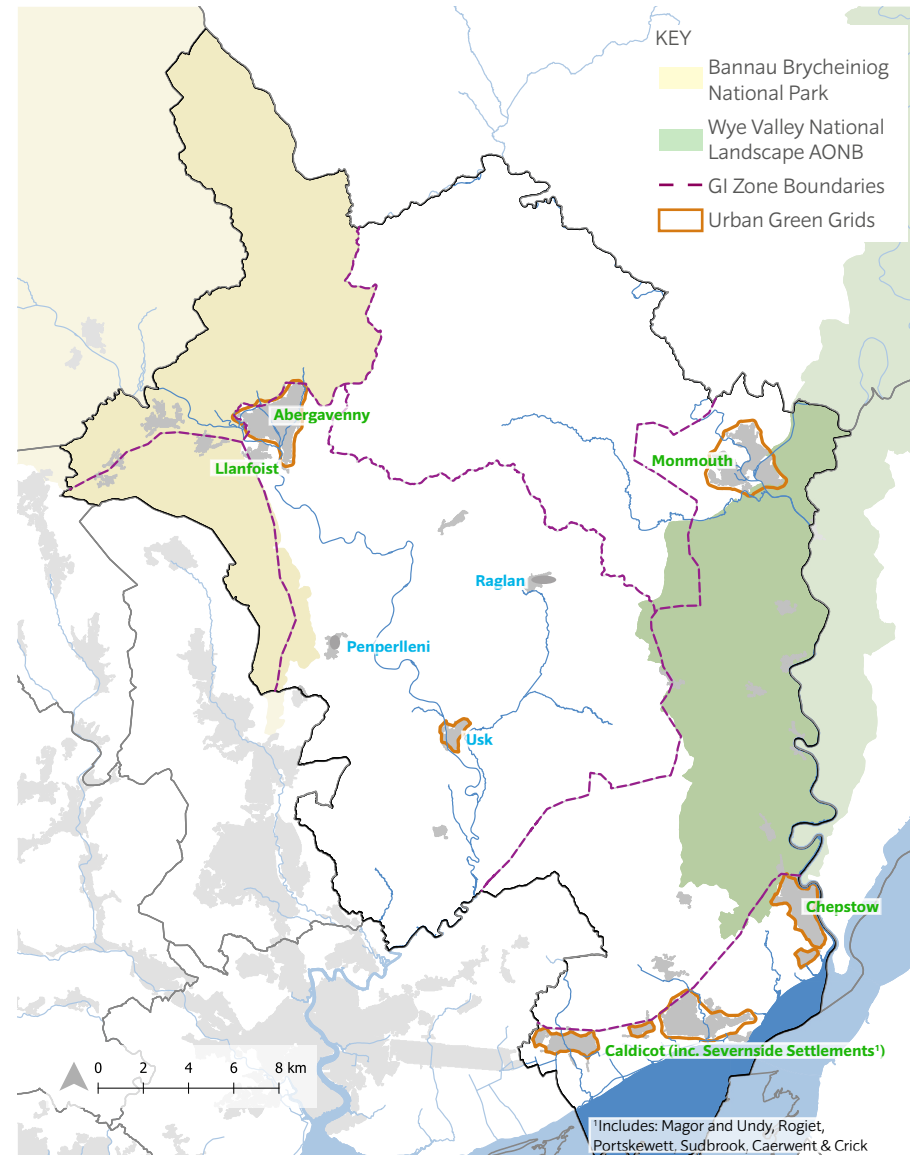 KEY
Bannau Brycheiniog
National Park
Wye Valley National
Landscape AONB
GI Zone Boundaries
Urban Green Grids
Abergavenny
Llanfoist
Monmouth
Raglan
Penperlleni
Usk
Chepstow
Caldicot (inc. Severnside Settlements¹)
0 2 4 6 8 km
¹Includes: Magor and Undy, Rogiet,
Portskewett, Sudbrook, Caerwent & Crick